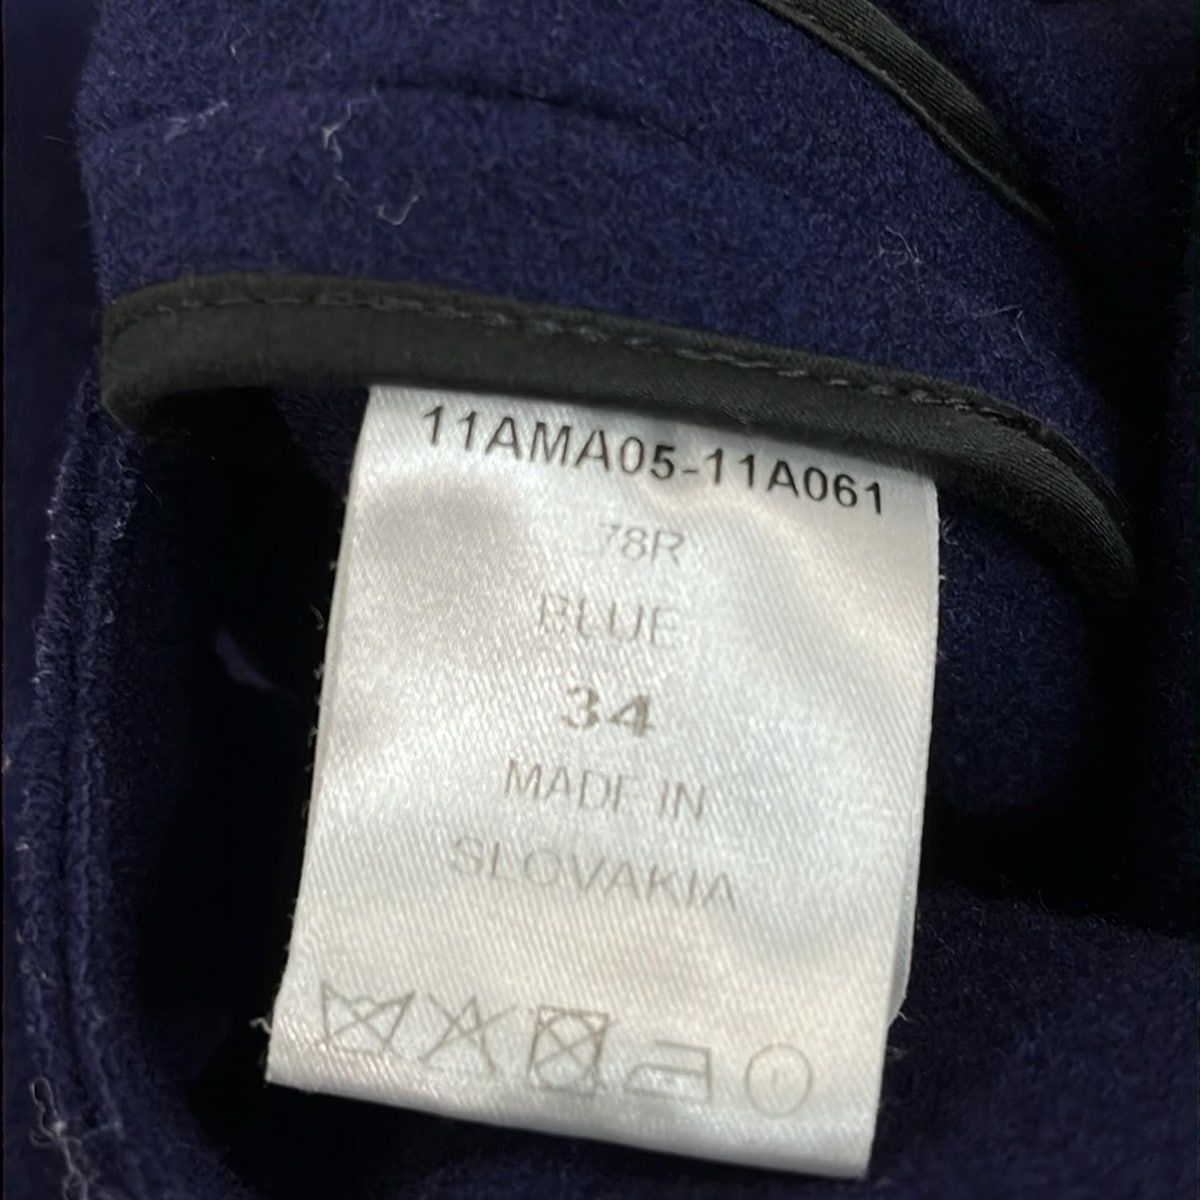 11AMA05-11A061
78R
BLUE
34
MADE IN
SLOVAKIA